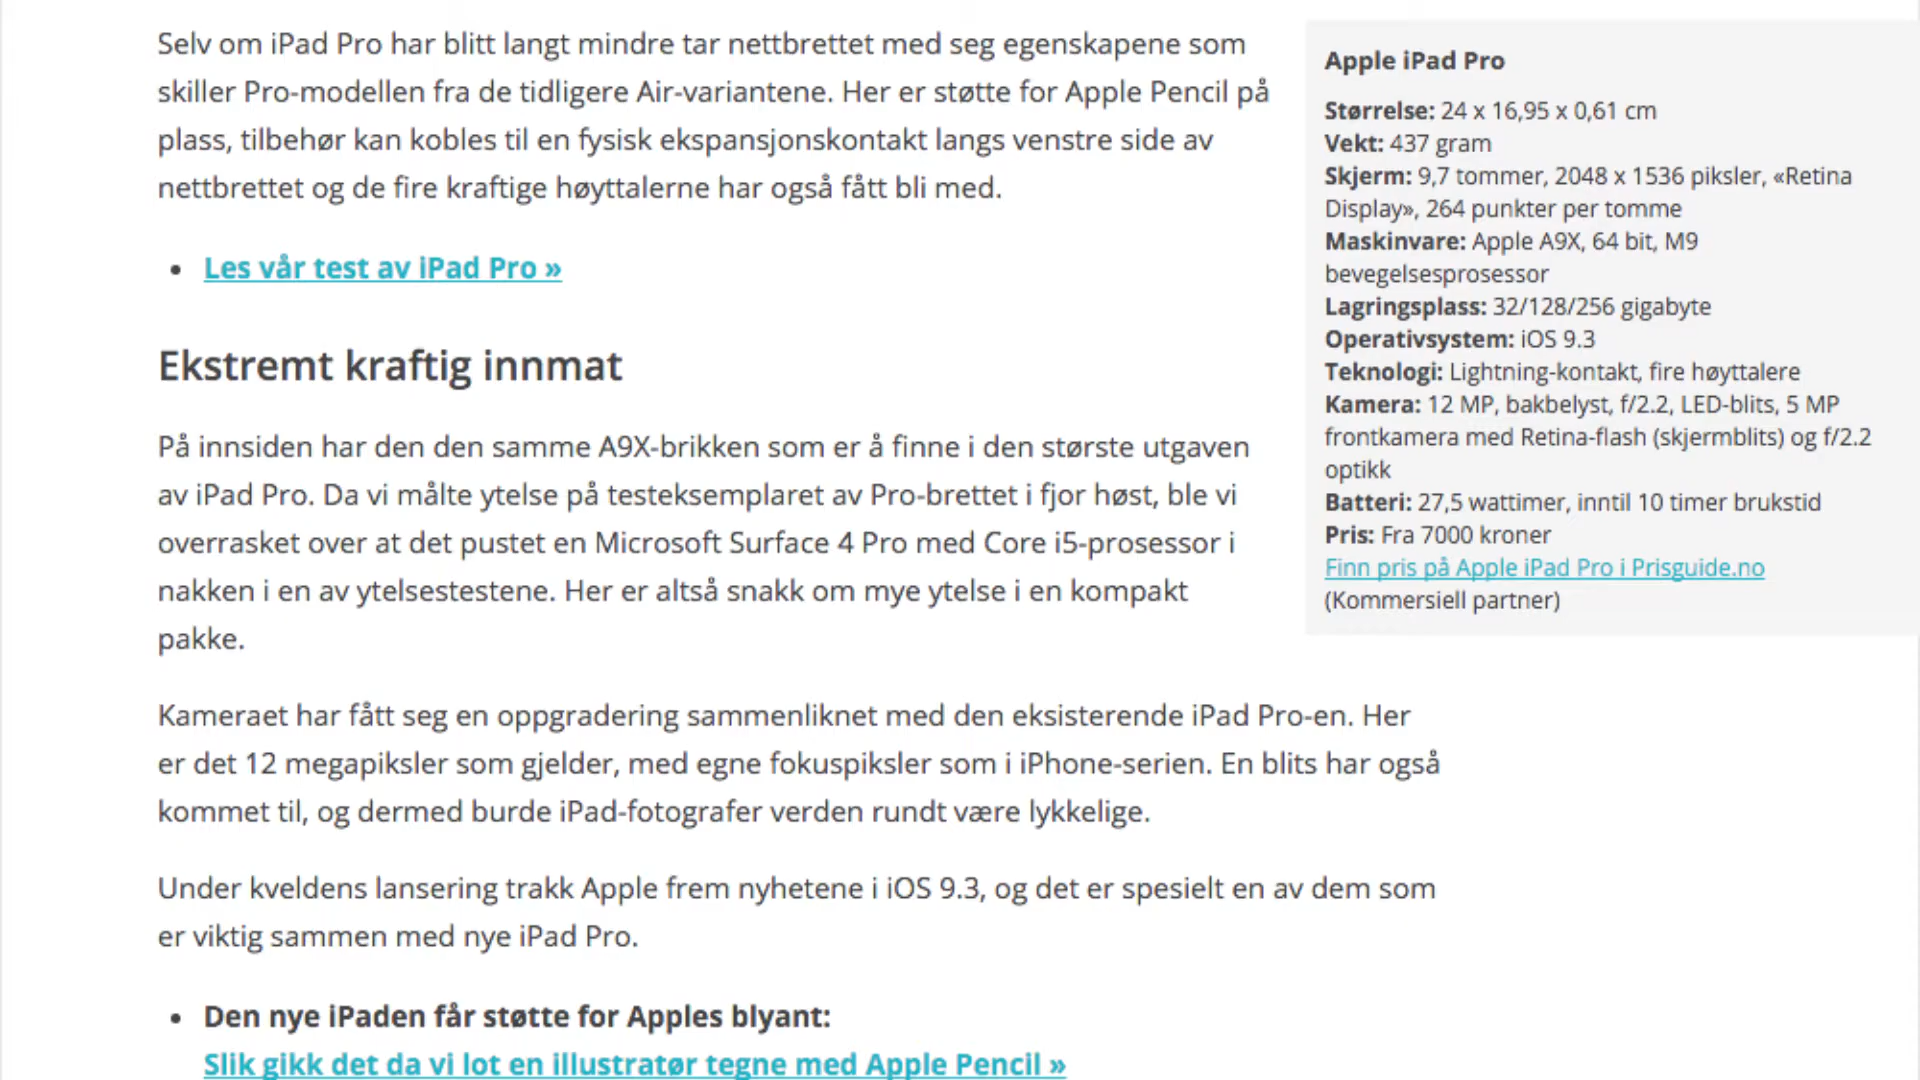 Selv om iPad Pro har blitt langt mindre tar nettbrettet med seg egenskapene som
skiller Pro-modellen fra de tidligere Air-variantene. Her er støtte for Apple Pencil på
plass, tilbehør kan kobles til en fysisk ekspansjonskontakt langs venstre side av
nettbrettet og de fire kraftige høyttalerne har også fått bli med.
• Les vår test av iPad Pro »
Ekstremt kraftig innmat
På innsiden har den den samme A9X-brikken som er å finne i den største utgaven
av iPad Pro. Da vi målte ytelse på testeksemplaret av Pro-brettet i fjor høst, ble vi
overrasket over at det pustet en Microsoft Surface 4 Pro med Core i5-prosessor i
nakken i en av ytelsestestene. Her er altså snakk om mye ytelse i en kompakt
pakke.
Kameraet har fått seg en oppgradering sammenliknet med den eksisterende iPad Pro-en. Her
er det 12 megapiksler som gjelder, med egne fokuspiksler som i iPhone-serien. En blits har også
kommet til, og dermed burde iPad-fotografer verden rundt være lykkelige.
Under kveldens lansering trakk Apple frem nyhetene i iOS 9.3, og det er spesielt en av dem som
er viktig sammen med nye iPad Pro.
• Den nye iPaden får støtte for Apples blyant:
Slik gikk det da vi lot en illustratør tegne med Apple Pencil »
Apple iPad Pro
Størrelse: 24 x 16,95 x 0,61 cm
Vekt: 437 gram
Skjerm: 9,7 tommer, 2048 x 1536 piksler, «Retina
Display», 264 punkter per tomme
Maskinvare: Apple A9X, 64 bit, M9
bevegelsesprosessor
Lagringsplass: 32/128/256 gigabyte
Operativsystem: iOS 9.3
Teknologi: Lightning-kontakt, fire høyttalere
Kamera: 12 MP, bakbelyst, f/2.2, LED-blits, 5 MP
frontkamera med Retina-flash (skjermblits) og f/2.2
optikk
Batteri: 27,5 wattimer, inntil 10 timer brukstid
Pris: Fra 7000 kroner
Finn pris på Apple iPad Pro i Prisguide.no
(Kommersiell partner)